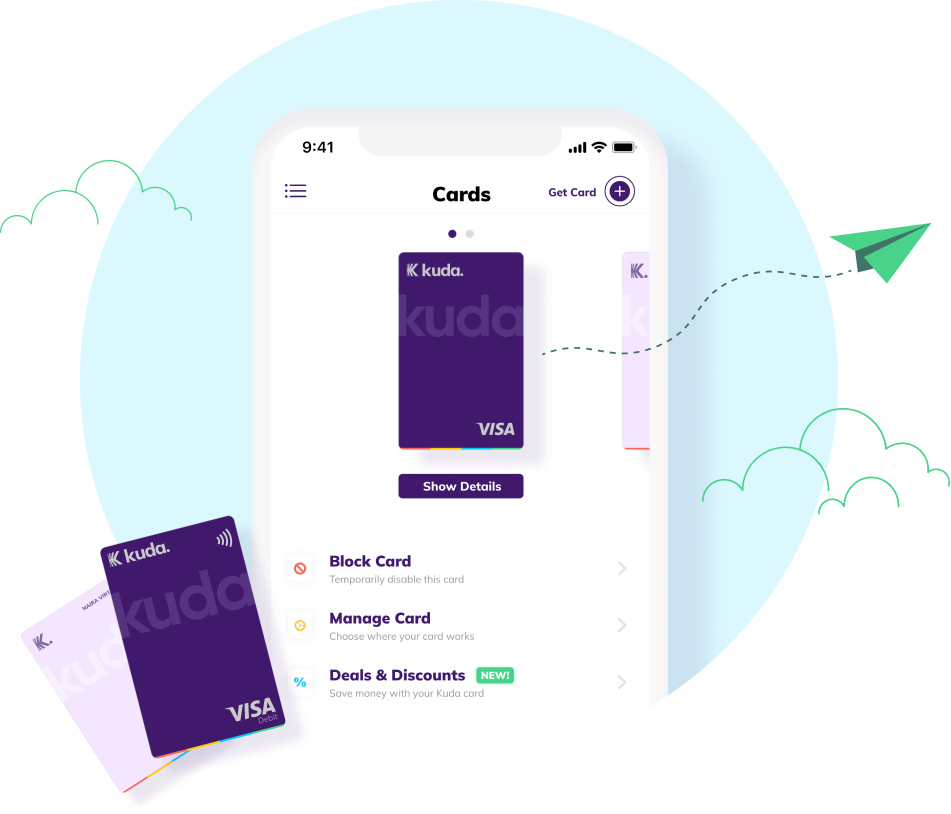 9:41
Cards
Get Card
kuda.
kuda
VISA
K.
k
Show Details
Block Card
Temporarily disable this card
Manage Card
Choose where your card works
Deals & Discounts NEW!
Save money with your Kuda card
kuda.
kuda
VISA
Debit
NAIRA VIRT
K.
kud